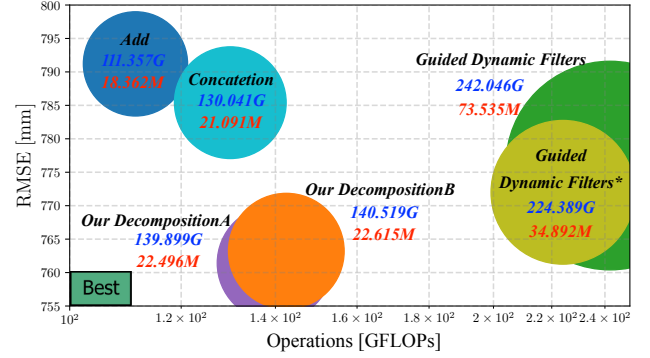 800
795
790
785
780
775
770
765
760
755
RMSE [mm]
Add
111.357G
18.362M
Concatetion
130.041G
21.091M
Guided Dynamic Filters
242.046G
73.535M
Guided
Dynamic Filters*
224.389G
34.892M
Our DecompositionB
140.519G
22.615M
Our DecompositionA
139.899G
22.496M
Best
10²
1.2 × 10²
1.4 × 10²
1.6 × 10²
1.8 × 10²
2 × 10²
2.2 × 10²
2.4 × 10²
Operations [GFLOPs]